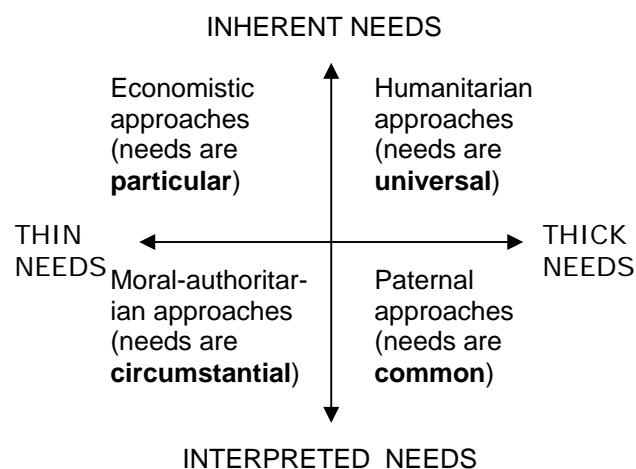 INHERENT NEEDS
Economistic
approaches
(needs are
particular)
Humanitarian
approaches
(needs are
universal)
THIN
NEEDS
THICK
NEEDS
Moral-authoritar-
ian approaches
(needs are
circumstantial)
Paternal
approaches
(needs are
common)
INTERPRETED NEEDS